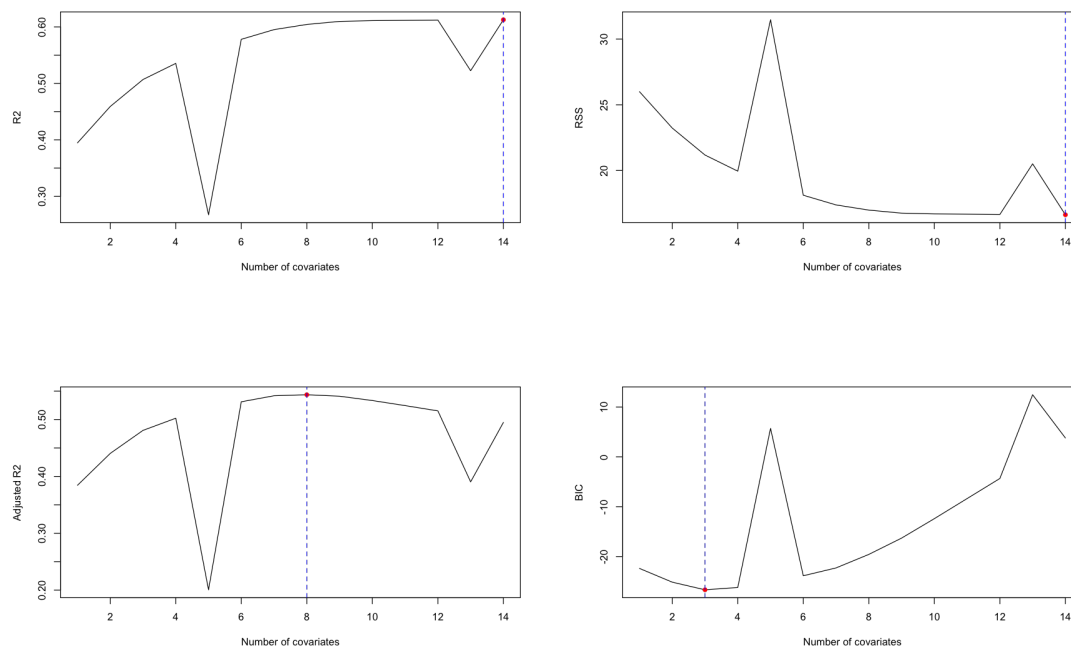 R2
0.30 0.40 0.50 0.60
2 4 6 8 10 12 14
Number of covariates
RSS
20 25 30
2 4 6 8 10 12 14
Number of covariates
Adjusted R2
0.20 0.30 0.40 0.50
2 4 6 8 10 12 14
Number of covariates
BIC
-20 -10 0 10
2 4 6 8 10 12 14
Number of covariates